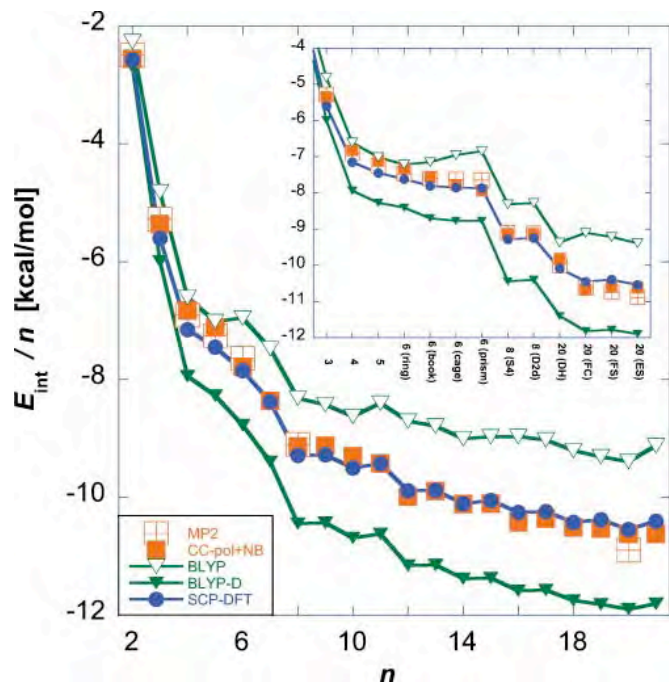 -2
-4
-6
-8
-10
-12
E int / n [kcal/mol]
-4
-5
-6
-7
-8
-9
-10
-11
-12
3
4
5
6 (ring)
6 (book)
6 (cage)
6 (prism)
8 (S4)
8 (D2d)
20 (DH)
20 (FC)
20 (FS)
20 (ES)
MP2
CC-pol+NB
BLYP
BLYP-D
SCP-DFT
2 6 10 14 18
n